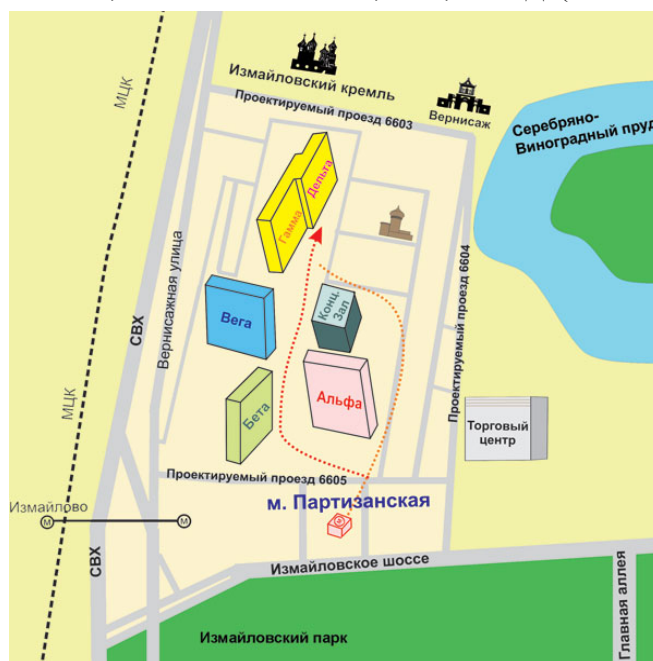 МЦК
Измайловский кремль
Проектируемый проезд 6603
Вернисаж
Серебряно-
Виноградный пруд
Дельта
Гамма
Вернисажная улица
СВХ
Проектируемый проезд 6604
Вега
Конц.
Зал
МЦК
Бета
Альфа
Торговый
центр
Проектируемый проезд 6605
м. Партизанская
Измайлово
М
М
СВХ
Измайловское шоссе
Главная аллея
Измайловский парк